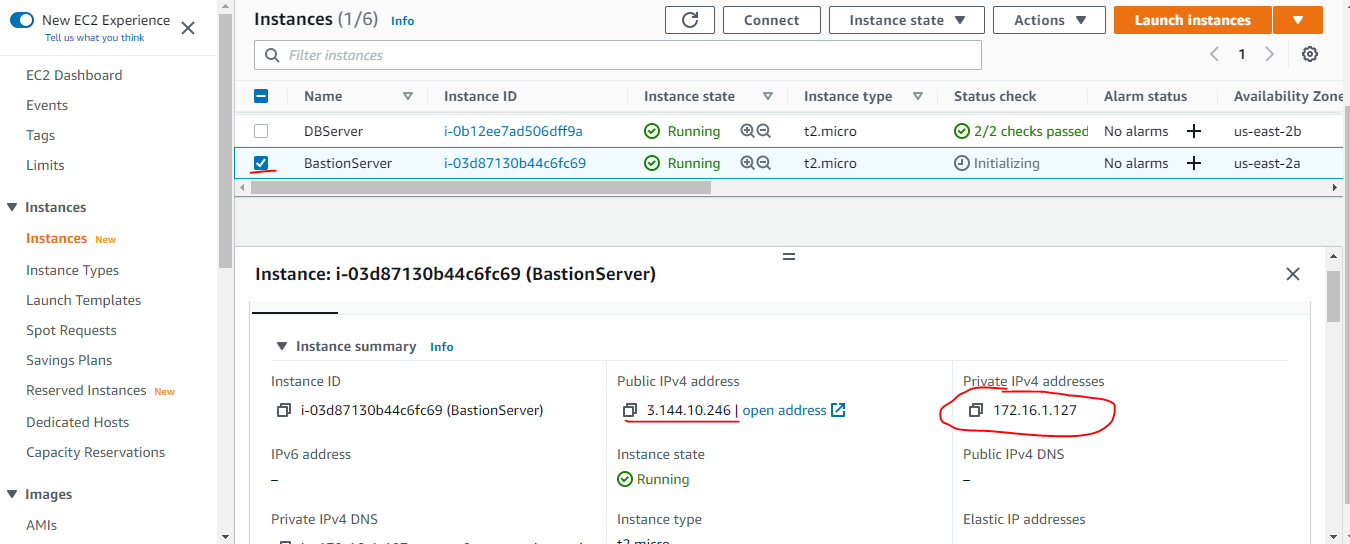 New EC2 Experience
Tell us what you think
EC2 Dashboard
Events
Tags
Limits
Instances
Instances New
Instance Types
Launch Templates
Spot Requests
Savings Plans
Reserved Instances New
Dedicated Hosts
Capacity Reservations
Images
AMIs
Instances (1/6) Info
Connect
Instance state
Actions
Launch instances
Filter instances
1
Name Instance ID Instance state Instance type Status check Alarm status Availability Zone
DBServer i-0b12ee7ad506dff9a Running t2.micro 2/2 checks passed No alarms + us-east-2b
BastionServer i-03d87130b44c6fc69 Running t2.micro Initializing No alarms + us-east-2a
Instance: i-03d87130b44c6fc69 (BastionServer)
Instance summary Info
Instance ID
i-03d87130b44c6fc69 (BastionServer)
Public IPv4 address
3.144.10.246 | open address
Private IPv4 addresses
172.16.1.127
IPv6 address
–
Instance state
Running
Public IPv4 DNS
–
Private IPv4 DNS
Instance type
t2.micro
Elastic IP addresses